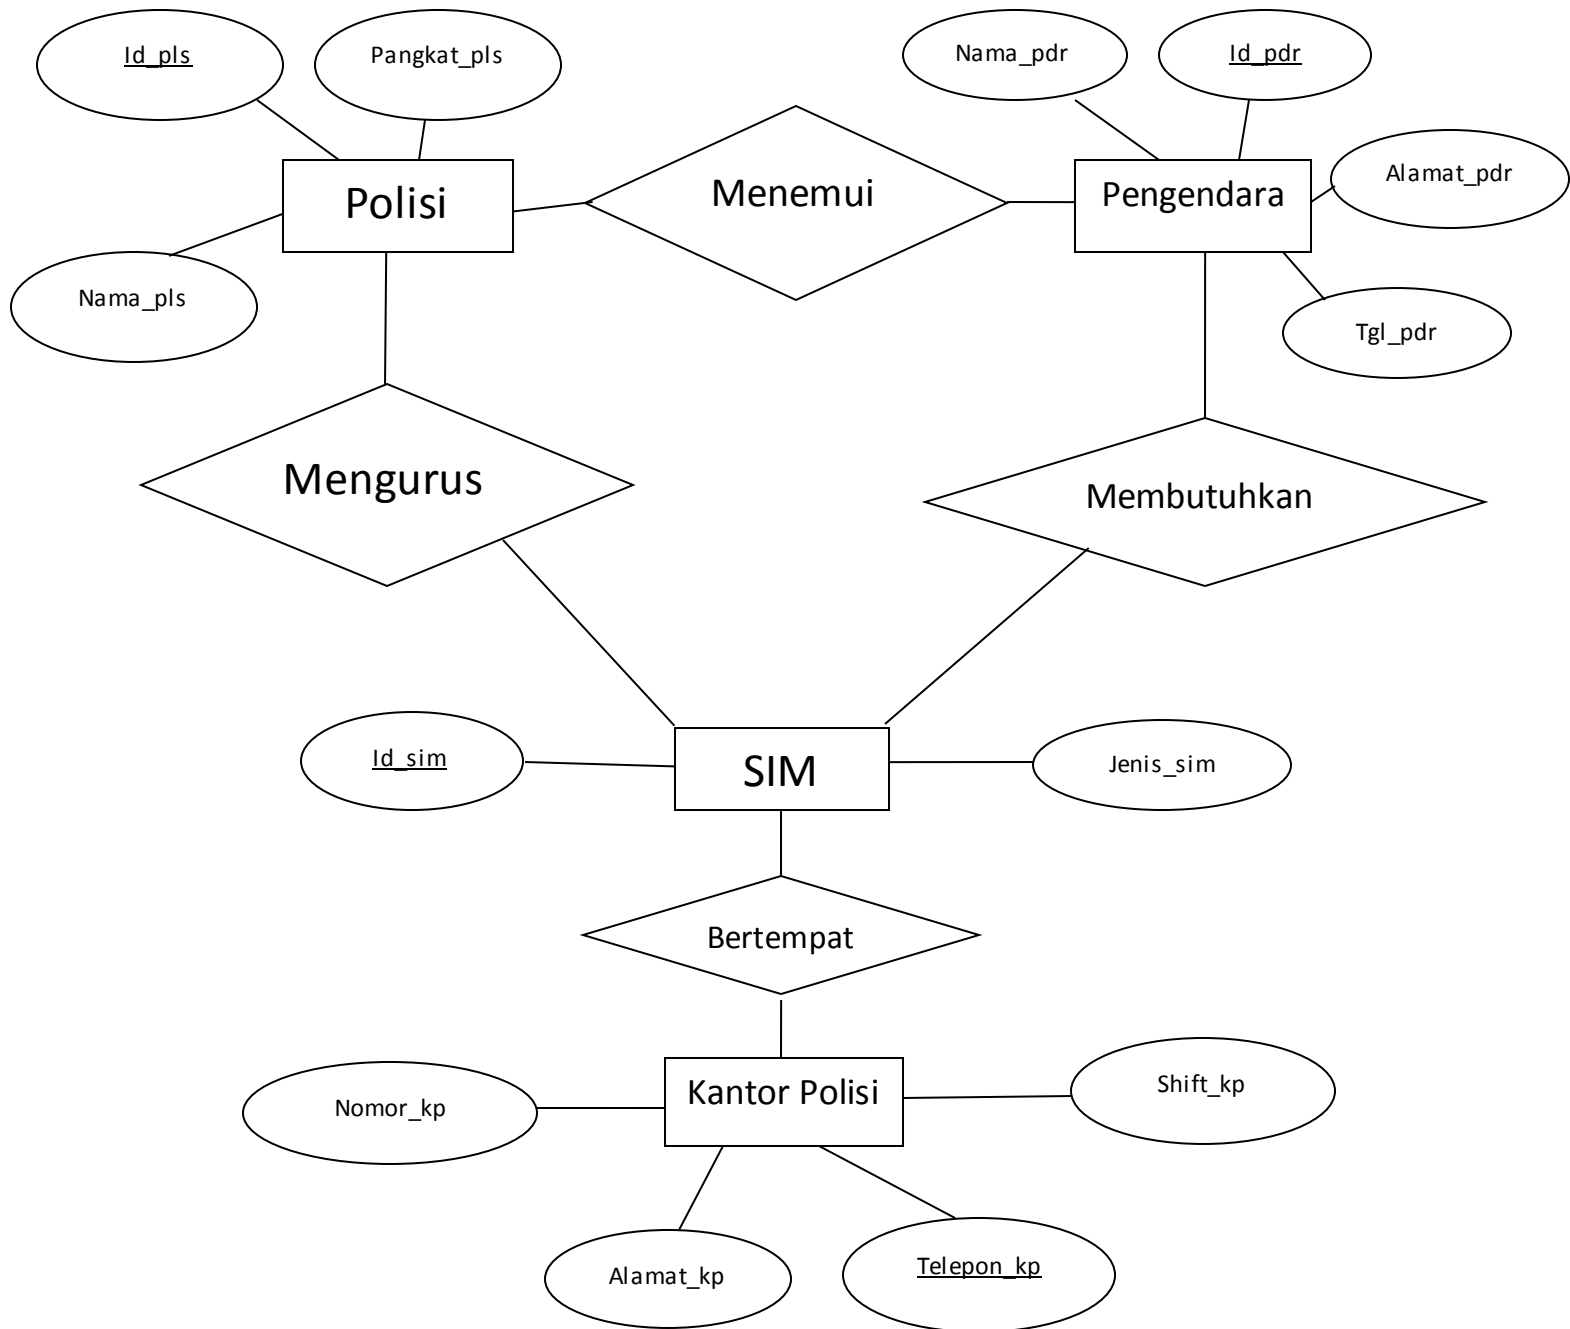 Id_pls
Pangkat_pls
Nama_pdr
Id_pdr
Polisi
Menemui
Pengendara
Alamat_pdr
Nama_pls
Tgl_pdr
Mengurus
Membutuhkan
Id_sim
SIM
Jenis_sim
Bertempat
Nomor_kp
Kantor Polisi
Shift_kp
Alamat_kp
Telepon_kp